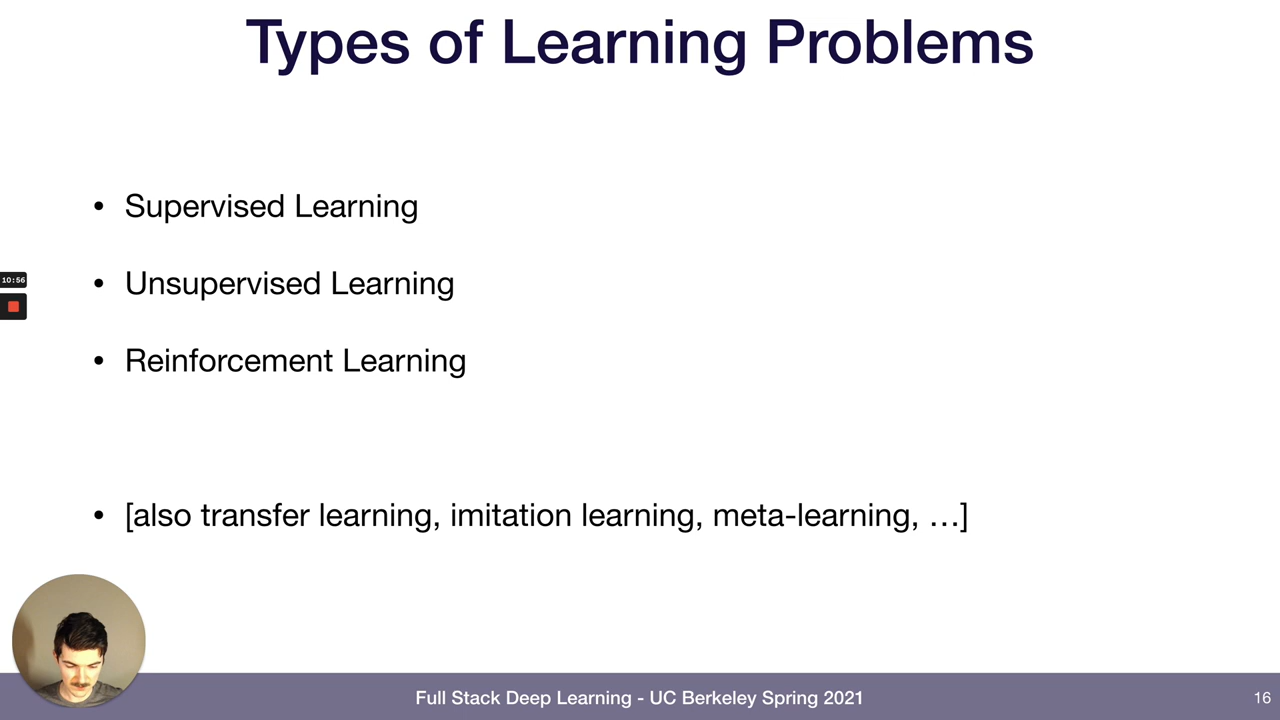 Types of Learning Problems
• Supervised Learning
• Unsupervised Learning
10:56
• Reinforcement Learning
• [also transfer learning, imitation learning, meta-learning, …]
Full Stack Deep Learning - UC Berkeley Spring 2021
16